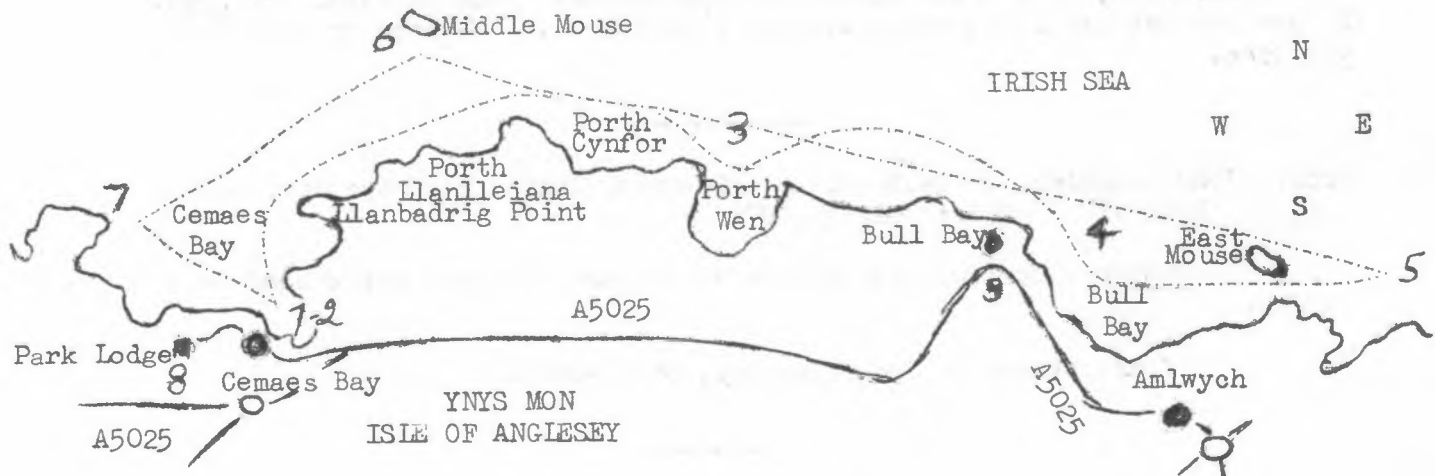 6 Middle Mouse
N
IRISH SEA
W E
S
Porth
Cynfor
3
Porth
Llanlleiana
Llanbadrig Point
Porth
Wen
7
Cemaes
Bay
Bull Bay
4
East
Mouse
5
9
Bull
Bay
1-2
A5025
Park Lodge
8
Cemaes Bay
A5025
YNYS MON
ISLE OF ANGLESEY
A5025
Amlwych